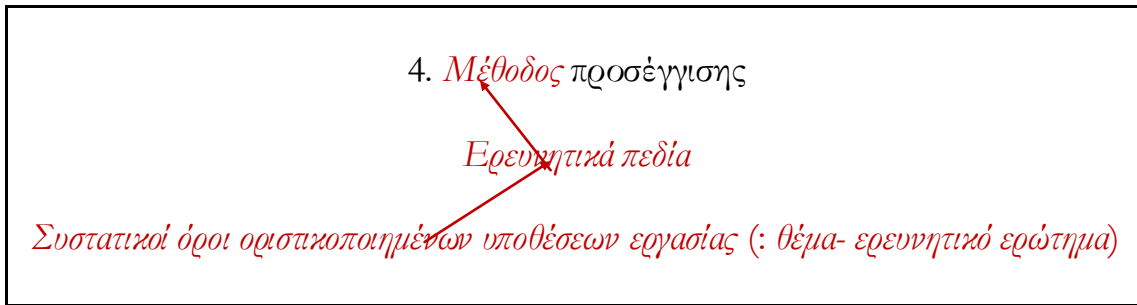 4. Μέθοδος προσέγγισης
Ερευνητικά πεδία
Συστατικοί όροι οριστικοποιημένων υποθέσεων εργασίας (: θέμα- ερευνητικό ερώτημα)